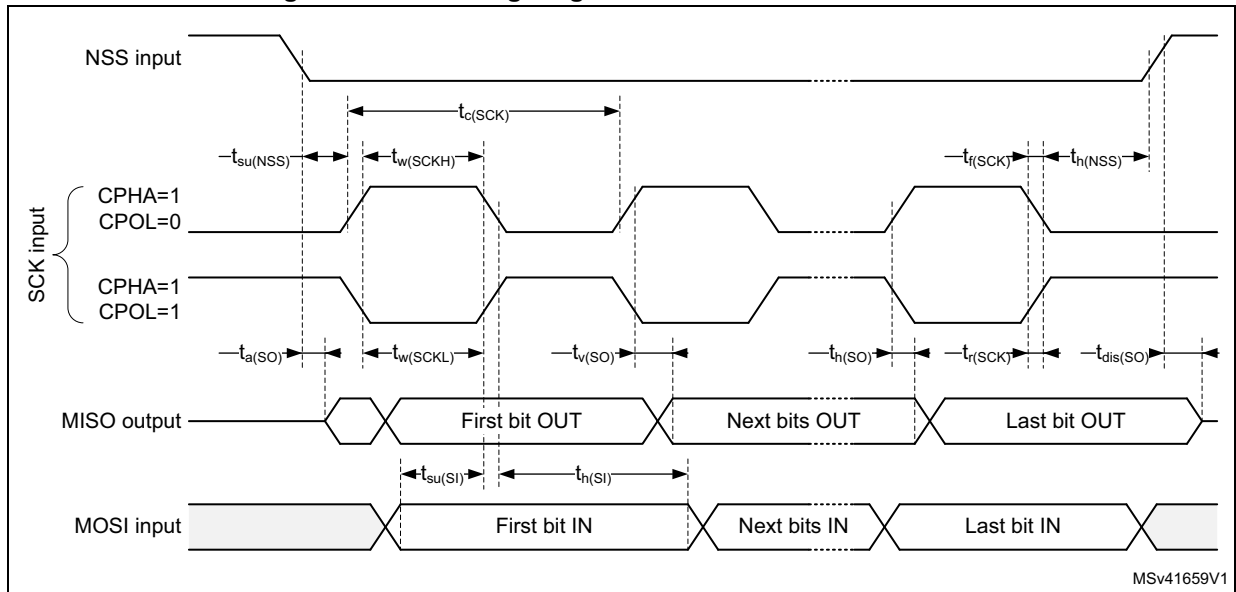 NSS input
tc(SCK)
tsu(NSS) tw(SCKH) tf(SCK) th(NSS)
CPHA=1
CPOL=0
SCK input
CPHA=1
CPOL=1
ta(SO) tw(SCKL) tv(SO) th(SO) tr(SCK) tdis(SO)
MISO output First bit OUT Next bits OUT Last bit OUT
tsu(SI) th(SI)
MOSI input First bit IN Next bits IN Last bit IN
MSv41659V1